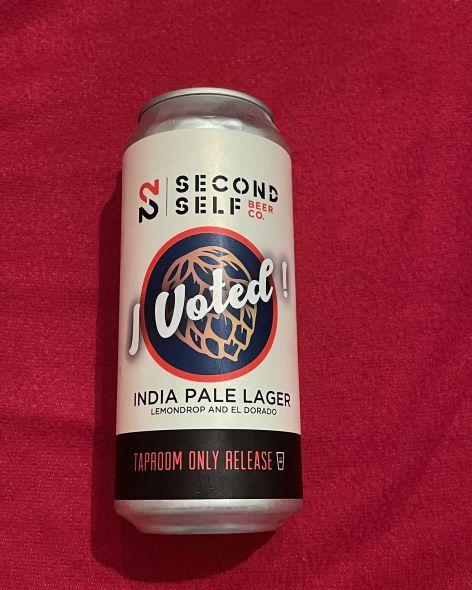 SECOND
SELF BEER CO.
I Voted!
INDIA PALE LAGER
LEMONDROP AND EL DORADO
TAPROOM ONLY RELEASE